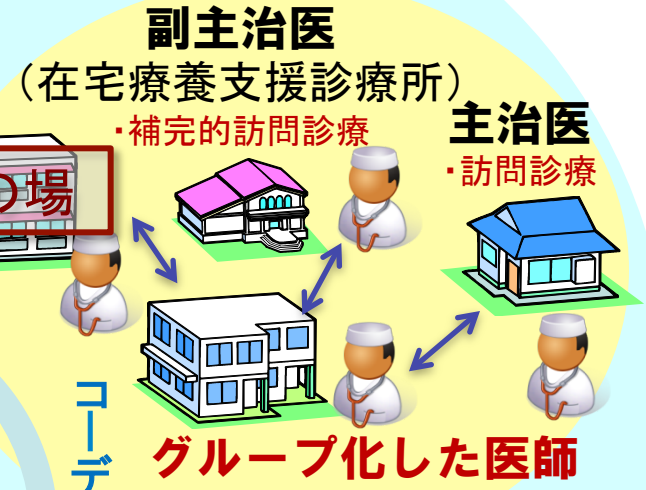 副主治医
（在宅療養支援診療所）
・補完的訪問診療
主治医
・訪問診療
の場
コーデ
グループ化した医師